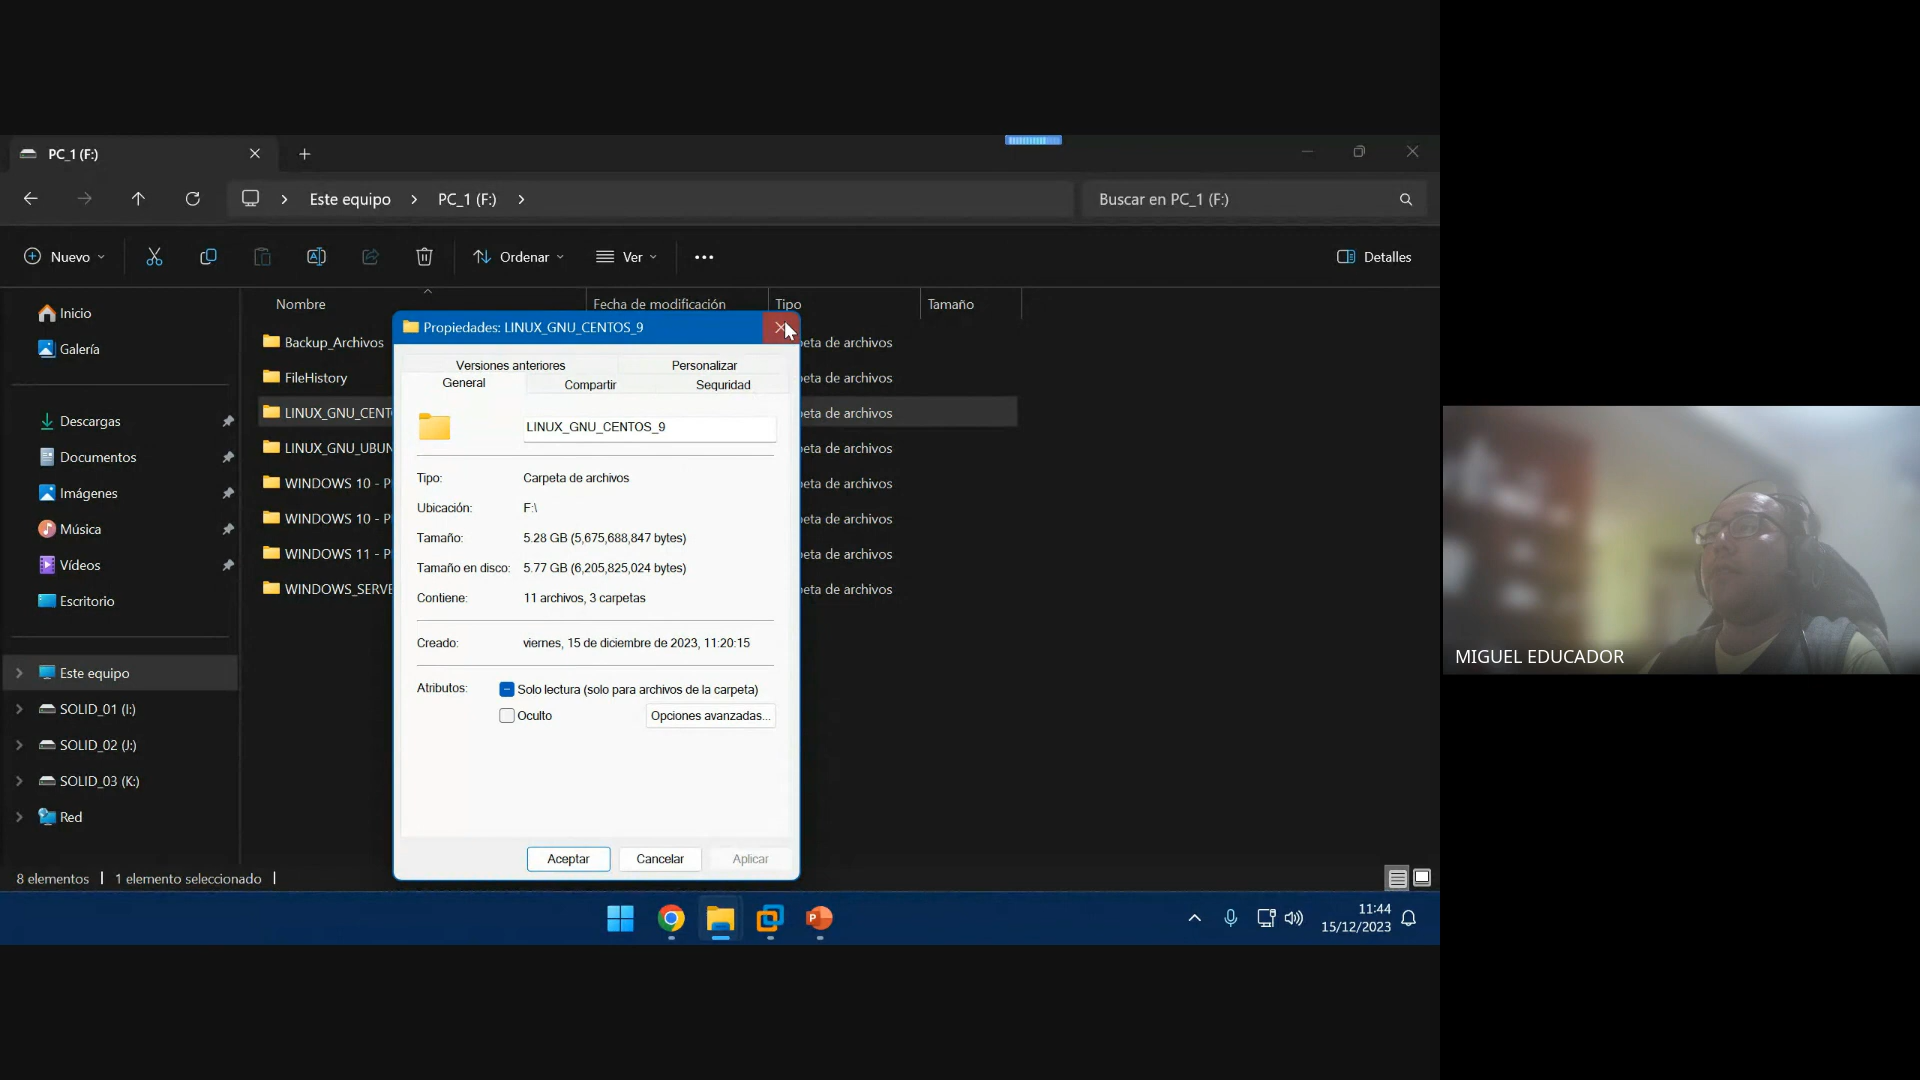 PC_1 (F:)
Este equipo
PC_1 (F:)
Buscar en PC_1 (F:)
Nuevo
Ordenar
Ver
Detalles
Nombre
Fecha de modificación
Tipo
Tamaño
Inicio
Galería
Descargas
Documentos
Imágenes
Música
Vídeos
Escritorio
Este equipo
SOLID_01 (I:)
SOLID_02 (J:)
SOLID_03 (K:)
Red
Backup_Archivos
eta de archivos
FileHistory
eta de archivos
LINUX_GNU_CENT
eta de archivos
LINUX_GNU_UBUN
eta de archivos
WINDOWS 10 - P
eta de archivos
WINDOWS 10 - P
eta de archivos
WINDOWS 11 - P
eta de archivos
WINDOWS_SERVE
eta de archivos
Propiedades: LINUX_GNU_CENTOS_9
Versiones anteriores
Personalizar
General
Compartir
Seguridad
LINUX_GNU_CENTOS_9
Tipo: Carpeta de archivos
Ubicación: F:\
Tamaño: 5.28 GB (5,675,688,847 bytes)
Tamaño en disco: 5.77 GB (6,205,825,024 bytes)
Contiene: 11 archivos, 3 carpetas
Creado: viernes, 15 de diciembre de 2023, 11:20:15
Atributos: Solo lectura (solo para archivos de la carpeta)
Oculto
Opciones avanzadas...
Aceptar
Cancelar
Aplicar
8 elementos
1 elemento seleccionado
11:44
15/12/2023
MIGUEL EDUCADOR